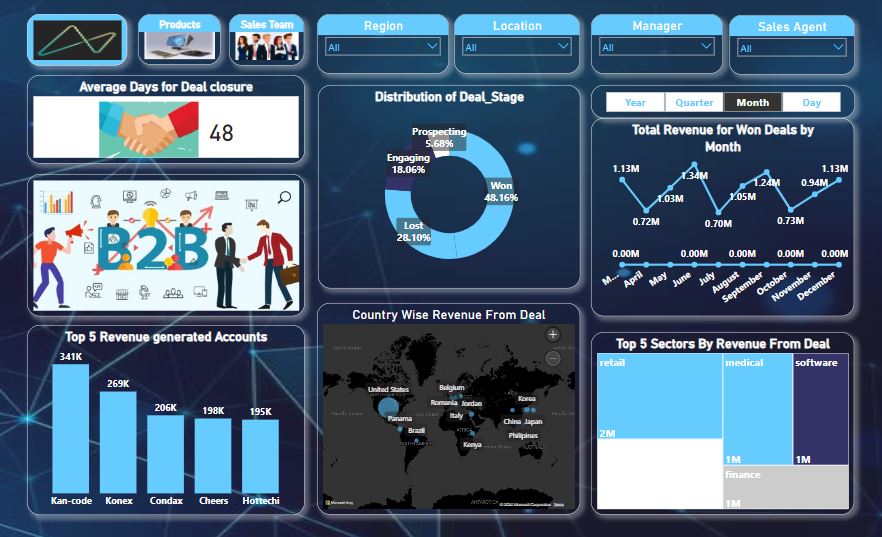 Products
Sales Team
Region
All
Location
All
Manager
All
Sales Agent
All
Average Days for Deal closure
48
B2B
Top 5 Revenue generated Accounts
341K
269K
206K
198K
195K
Kan-code
Konex
Condax
Cheers
Hottechi
Distribution of Deal_Stage
Prospecting
5.68%
Engaging
18.06%
Won
48.16%
Lost
28.10%
Country Wise Revenue From Deal
United States
Panama
Brazil
Belgium
Romania
Jordan
Italy
Kenya
Korea
China
Japan
Philipines
AFRICA
ANTARCTICA
Microsoft Bing
Year
Quarter
Month
Day
Total Revenue for Won Deals by
Month
1.13M
0.72M
1.03M
1.34M
0.70M
1.05M
1.24M
0.73M
0.94M
1.13M
0.00M
0.00M
0.00M
0.00M
0.00M
M...
April
May
June
July
August
September
October
November
December
Top 5 Sectors By Revenue From Deal
retail
2M
medical
1M
software
1M
finance
1M